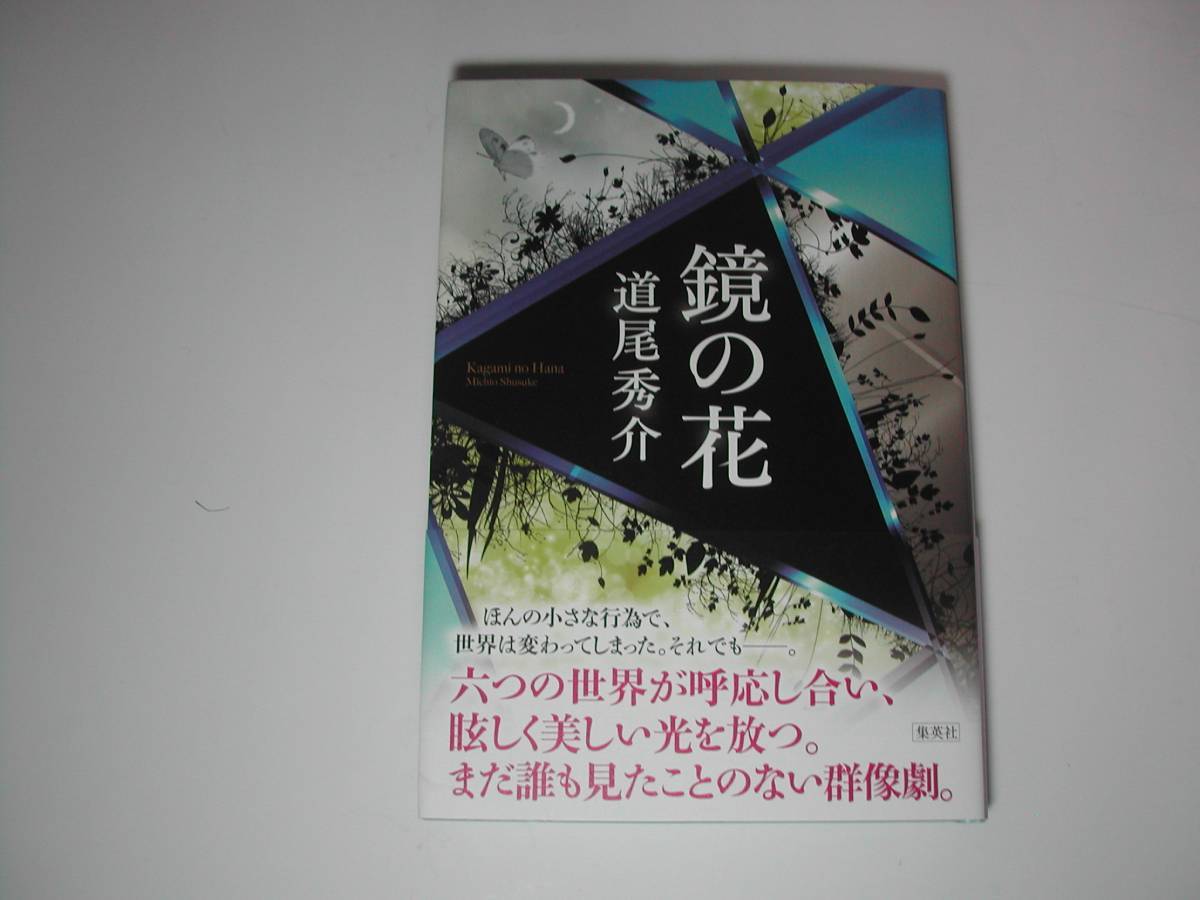 鏡の花
道尾秀介
Kagami no Hana
Michio Shusuke
ほんの小さな行為で、
世界は変わってしまった。それでも――。
六つの世界が呼応し合い、
眩しく美しい光を放つ。
まだ誰も見たことのない群像劇。
集英社